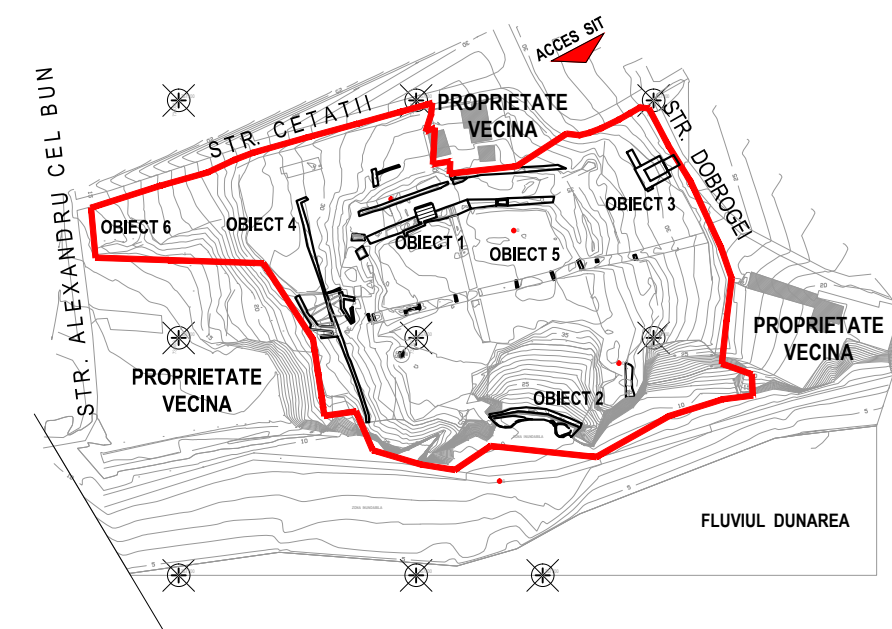 ACCES SIT
STR. CETATII
PROPRIETATE
VECINA
STR. DOBROGEI
STR. ALEXANDRU CEL BUN
OBIECT 6
OBIECT 4
OBIECT 1
OBIECT 5
OBIECT 3
PROPRIETATE
VECINA
PROPRIETATE
VECINA
OBIECT 2
FLUVIUL DUNAREA